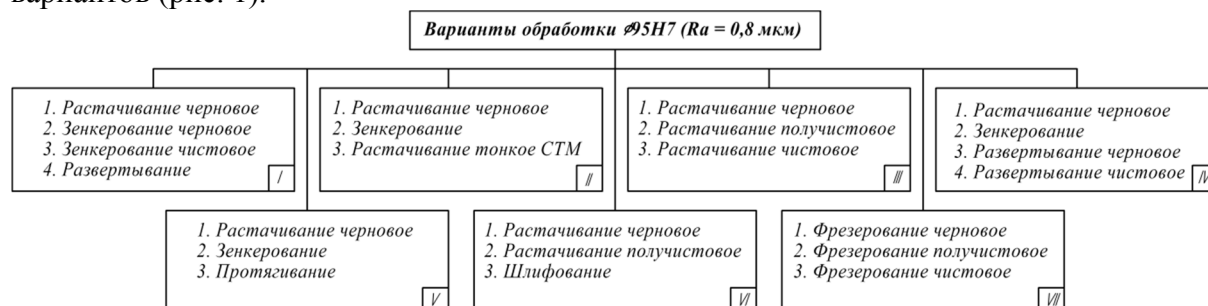 вариантов (рис. 1).
Варианты обработки ⌀95H7 (Ra = 0,8 мкм)
1. Растачивание черновое
2. Зенкерование черновое
3. Зенкерование чистовое
4. Развертывание
I
1. Растачивание черновое
2. Зенкерование
3. Растачивание тонкое СТМ
II
1. Растачивание черновое
2. Растачивание получистовое
3. Растачивание чистовое
III
1. Растачивание черновое
2. Зенкерование
3. Развертывание черновое
4. Развертывание чистовое
IV
1. Растачивание черновое
2. Зенкерование
3. Протягивание
V
1. Растачивание черновое
2. Растачивание получистовое
3. Шлифование
VI
1. Фрезерование черновое
2. Фрезерование получистовое
3. Фрезерование чистовое
VII